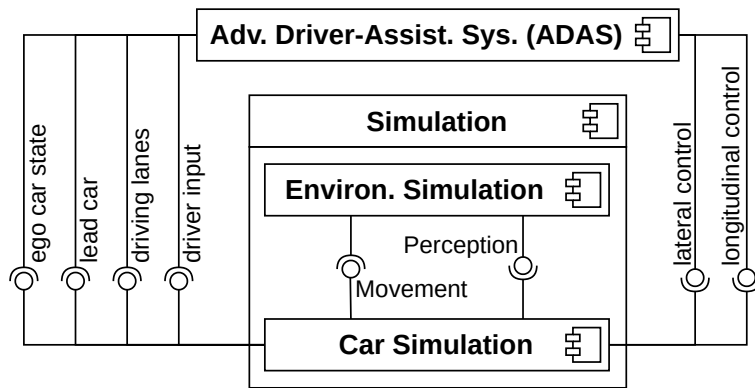 Adv. Driver-Assist. Sys. (ADAS)
Simulation
Environ. Simulation
ego car state
lead car
driving lanes
driver input
Perception
Movement
lateral control
longitudinal control
Car Simulation